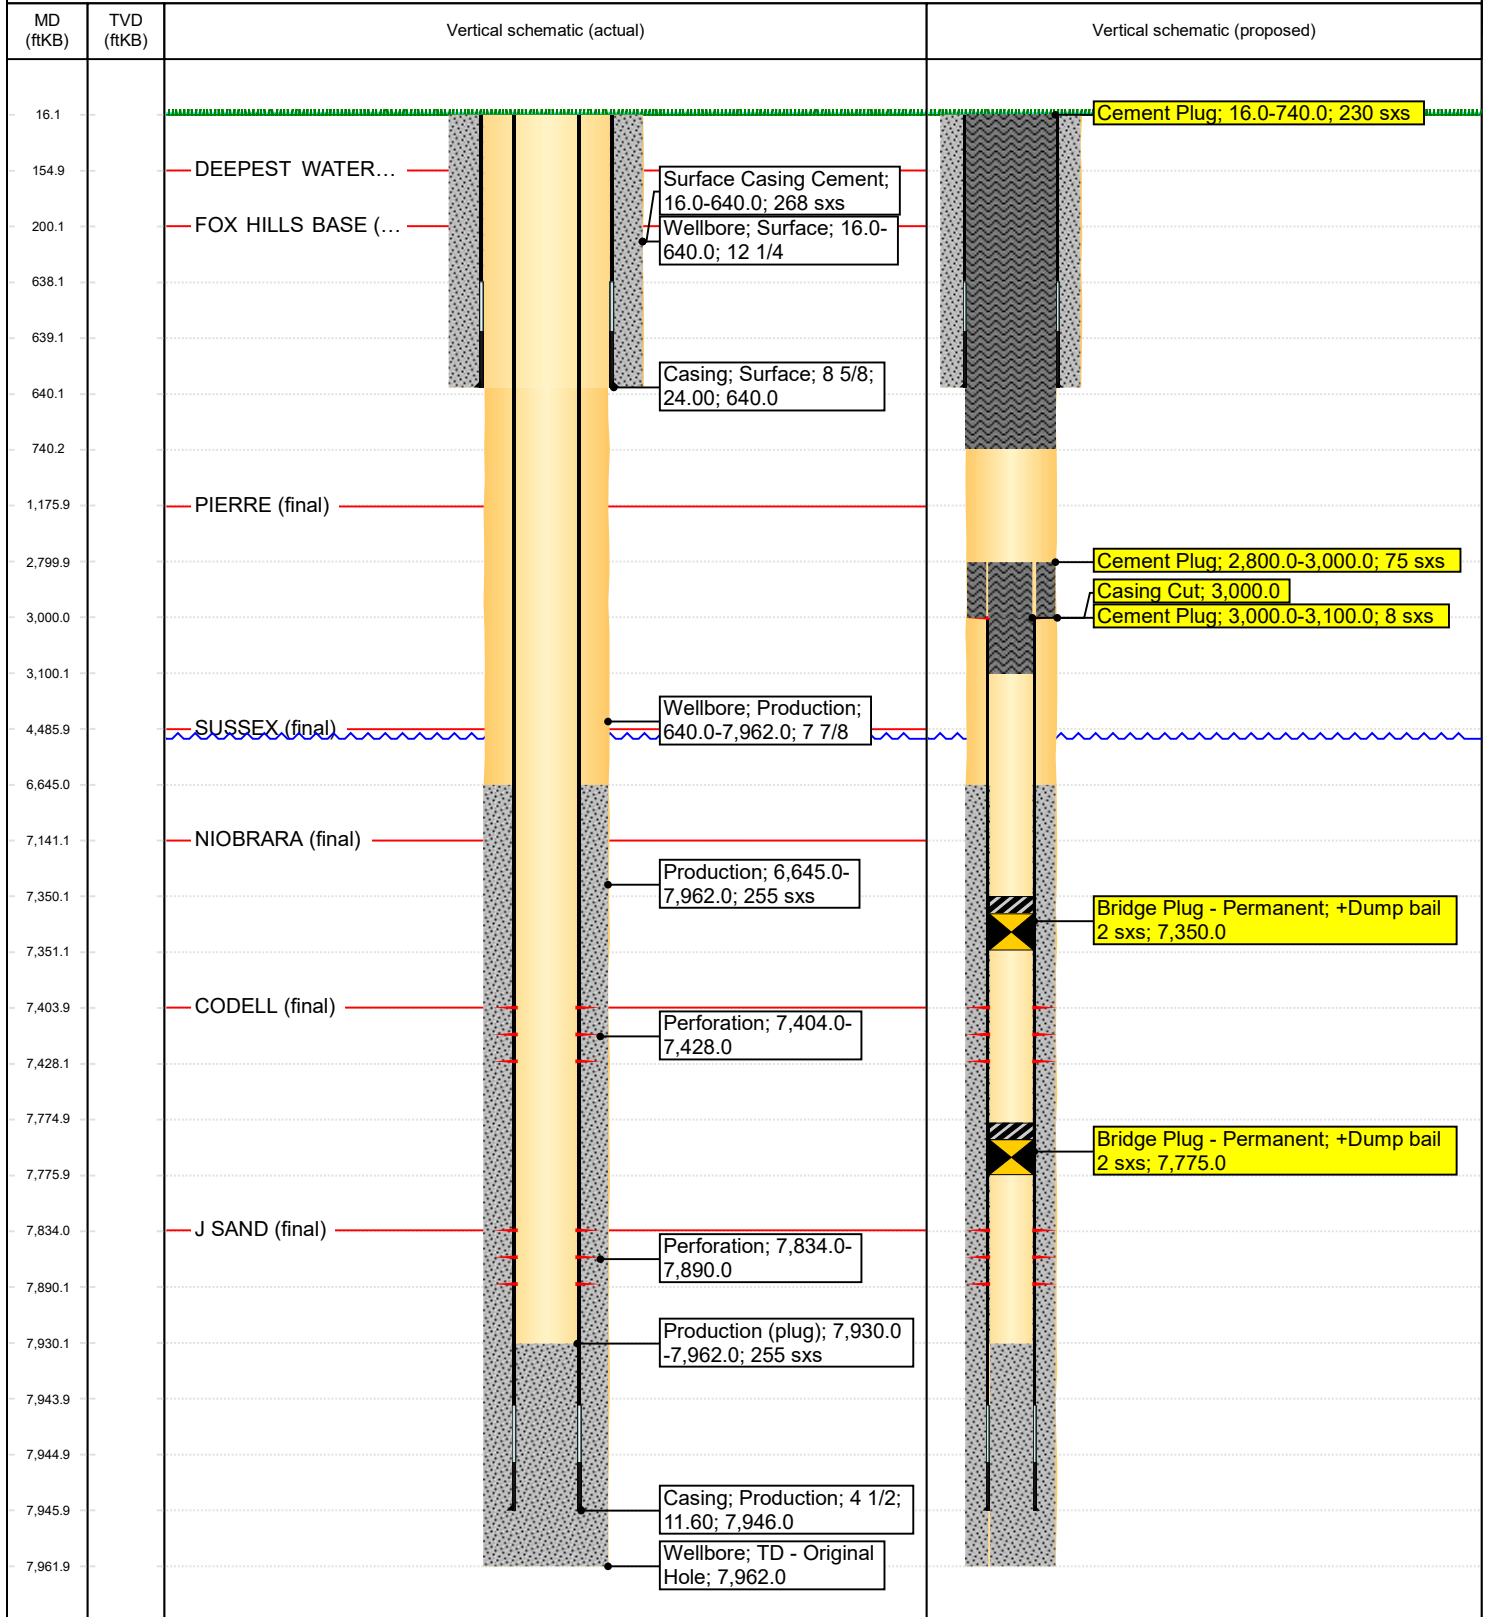 MD
(ftKB)
TVD
(ftKB)
Vertical schematic (actual)
Vertical schematic (proposed)
16.1
Cement Plug; 16.0-740.0; 230 sxs
154.9
DEEPEST WATER...
Surface Casing Cement;
16.0-640.0; 268 sxs
200.1
FOX HILLS BASE (...
Wellbore; Surface; 16.0-
640.0; 12 1/4
638.1
639.1
640.1
Casing; Surface; 8 5/8;
24.00; 640.0
740.2
1,175.9
PIERRE (final)
2,799.9
Cement Plug; 2,800.0-3,000.0; 75 sxs
Casing Cut; 3,000.0
3,000.0
Cement Plug; 3,000.0-3,100.0; 8 sxs
3,100.1
4,485.9
SUSSEX (final)
Wellbore; Production;
640.0-7,962.0; 7 7/8
6,645.0
7,141.1
NIOBRARA (final)
Production; 6,645.0-
7,962.0; 255 sxs
7,350.1
Bridge Plug - Permanent; +Dump bail
2 sxs; 7,350.0
7,351.1
7,403.9
CODELL (final)
Perforation; 7,404.0-
7,428.0
7,428.1
7,774.9
Bridge Plug - Permanent; +Dump bail
2 sxs; 7,775.0
7,775.9
7,834.0
J SAND (final)
Perforation; 7,834.0-
7,890.0
7,890.1
7,930.1
Production (plug); 7,930.0
-7,962.0; 255 sxs
7,943.9
7,944.9
7,945.9
Casing; Production; 4 1/2;
11.60; 7,946.0
7,961.9
Wellbore; TD - Original
Hole; 7,962.0